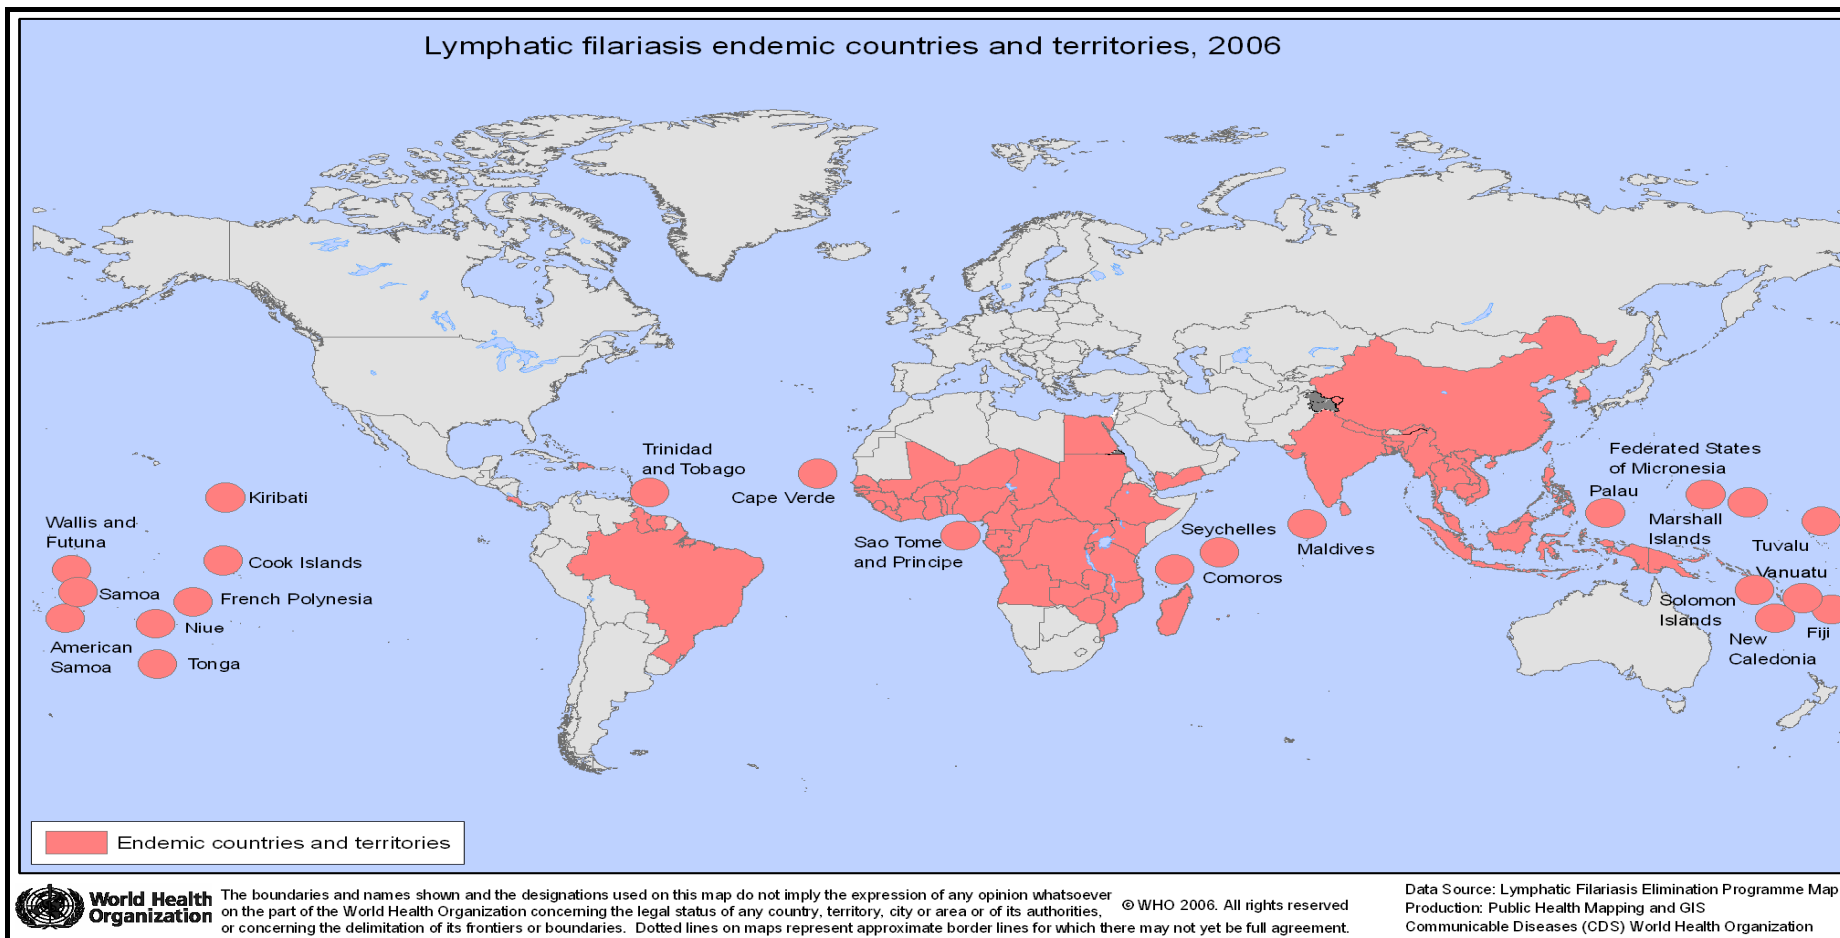 Lymphatic filariasis endemic countries and territories, 2006
Trinidad
and Tobago
Cape Verde
Kiribati
Wallis and
Futuna
Cook Islands
Samoa
French Polynesia
Niue
American
Samoa
Tonga
Sao Tome
and Principe
Seychelles
Comoros
Maldives
Federated States
of Micronesia
Palau
Marshall
Islands
Tuvalu
Vanuatu
Solomon
Islands
New
Caledonia
Fiji
Endemic countries and territories
World Health
Organization
The boundaries and names shown and the designations used on this map do not imply the expression of any opinion whatsoever
on the part of the World Health Organization concerning the legal status of any country, territory, city or area or of its authorities,
or concerning the delimitation of its frontiers or boundaries. Dotted lines on maps represent approximate border lines for which there may not yet be full agreement.
© WHO 2006. All rights reserved
Data Source: Lymphatic Filariasis Elimination Programme Map
Production: Public Health Mapping and GIS
Communicable Diseases (CDS) World Health Organization